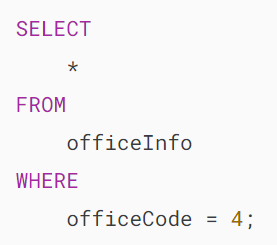 SELECT
*
FROM
officeInfo
WHERE
officeCode = 4;